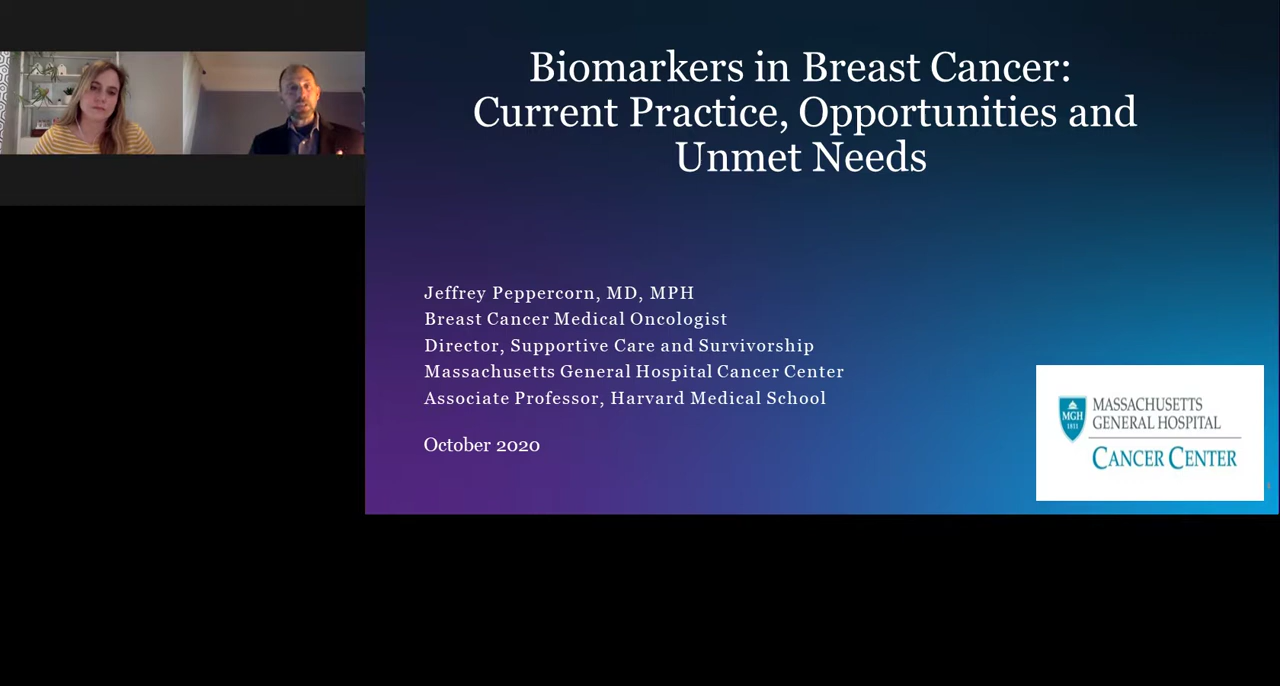 Biomarkers in Breast Cancer:
Current Practice, Opportunities and
Unmet Needs
Jeffrey Peppercorn, MD, MPH
Breast Cancer Medical Oncologist
Director, Supportive Care and Survivorship
Massachusetts General Hospital Cancer Center
Associate Professor, Harvard Medical School
October 2020
MGH
1811
MASSACHUSETTS
GENERAL HOSPITAL
CANCER CENTER